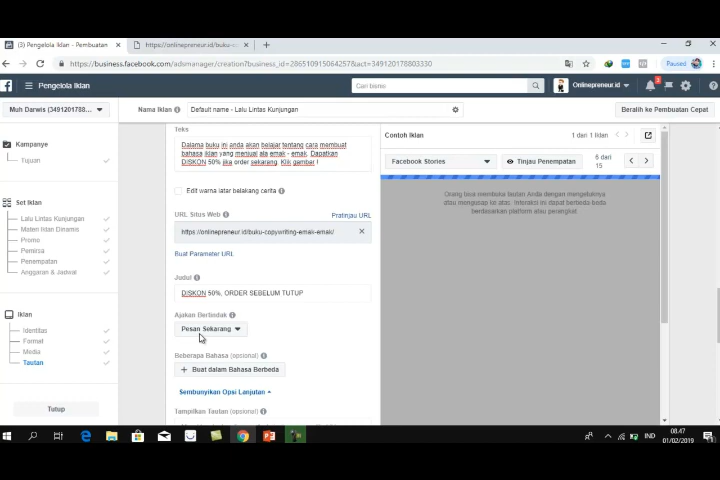 (3) Pengelola Iklan - Pembuatan
https://onlinepreneur.id/buku-c
https://business.facebook.com/adsmanager/creation?business_id=286510915064257&act=349120178803330
Paused
Pengelola Iklan
Cari bisnis
Onlinepreneur.id
Muh Darwis (3491201788...
Nama Iklan
Default name - Lalu Lintas Kunjungan
Beralih ke Pembuatan Cepat
Kampanye
Tujuan
Set Iklan
Lalu Lintas Kunjungan
Materi Iklan Dinamis
Promo
Pemirsa
Penempatan
Anggaran & Jadwal
Iklan
Identitas
Format
Media
Tautan
Tutup
Teks
Dalama buku ini anda akan belajar tentang cara membuat
bahasa iklan yang menjual ala emak - emak. Dapatkan
DISKON 50% jika order sekarang. Klik gambar !
Edit warna latar belakang cerita
URL Situs Web
Pratinjau URL
https://onlinepreneur.id/buku-copywriting-emak-emak/
Buat Parameter URL
Judul
DISKON 50%, ORDER SEBELUM TUTUP
Ajakan Bertindak
Pesan Sekarang
Beberapa Bahasa (opsional)
+ Buat dalam Bahasa Berbeda
Sembunyikan Opsi Lanjutan
Tampilkan Tautan (opsional)
Contoh Iklan
1 dari 1 Iklan
Facebook Stories
Tinjau Penempatan
6 dari
15
Orang bisa membuka tautan Anda dengan mengetuknya
atau mengusap ke atas. Interaksi ini dapat berbeda-beda
berdasarkan platform atau perangkat
IND
08.47
01/02/2019